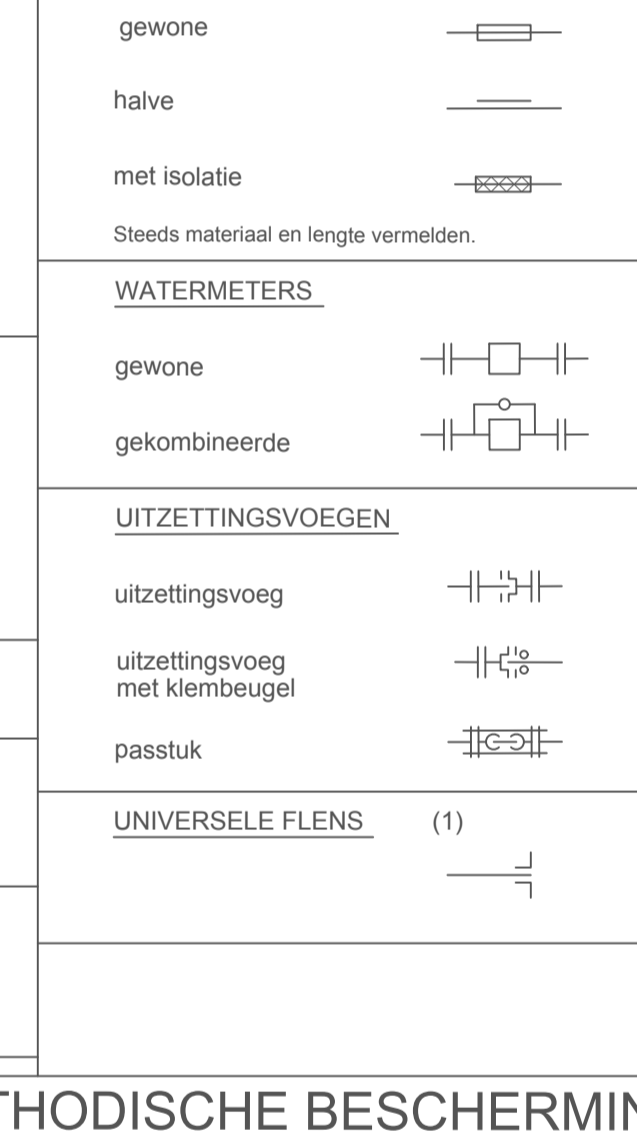 gewone
halve
met isolatie
Steeds materiaal en lengte vermelden.
WATERMETERS
gewone
gekombineerde
UITZETTINGSVOEGEN
uitzettingsvoeg
uitzettingsvoeg
met klembeugel
passtuk
UNIVERSELE FLENS (1)
THODISCHE BESCHERMIN